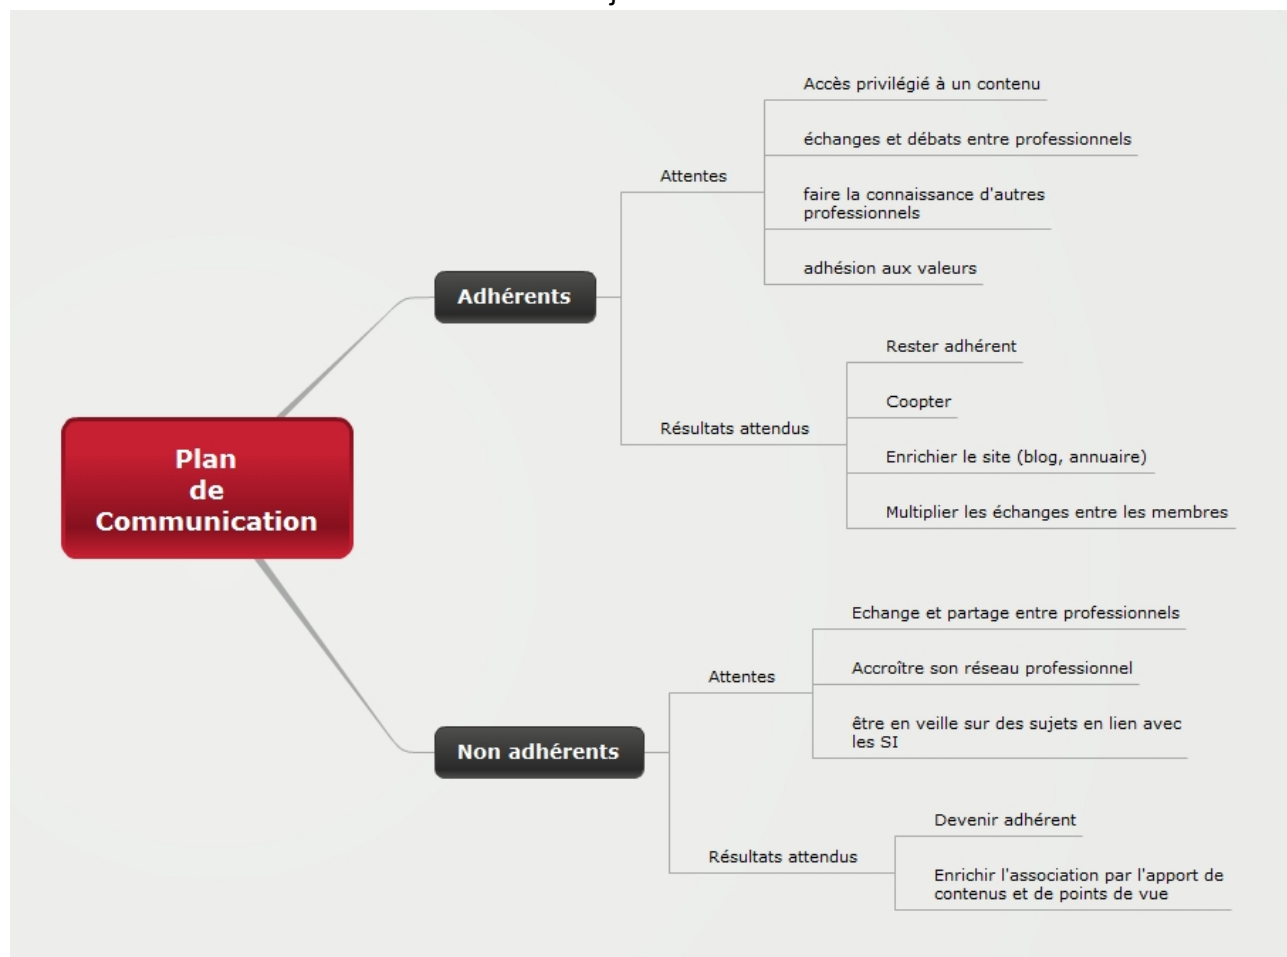 Plan
de
Communication
Adhérents
Attentes
Accès privilégié à un contenu
échanges et débats entre professionnels
faire la connaissance d'autres
professionnels
adhésion aux valeurs
Résultats attendus
Rester adhérent
Coopter
Enrichier le site (blog, annuaire)
Multiplier les échanges entre les membres
Non adhérents
Attentes
Echange et partage entre professionnels
Accroître son réseau professionnel
être en veille sur des sujets en lien avec
les SI
Résultats attendus
Devenir adhérent
Enrichir l'association par l'apport de
contenus et de points de vue